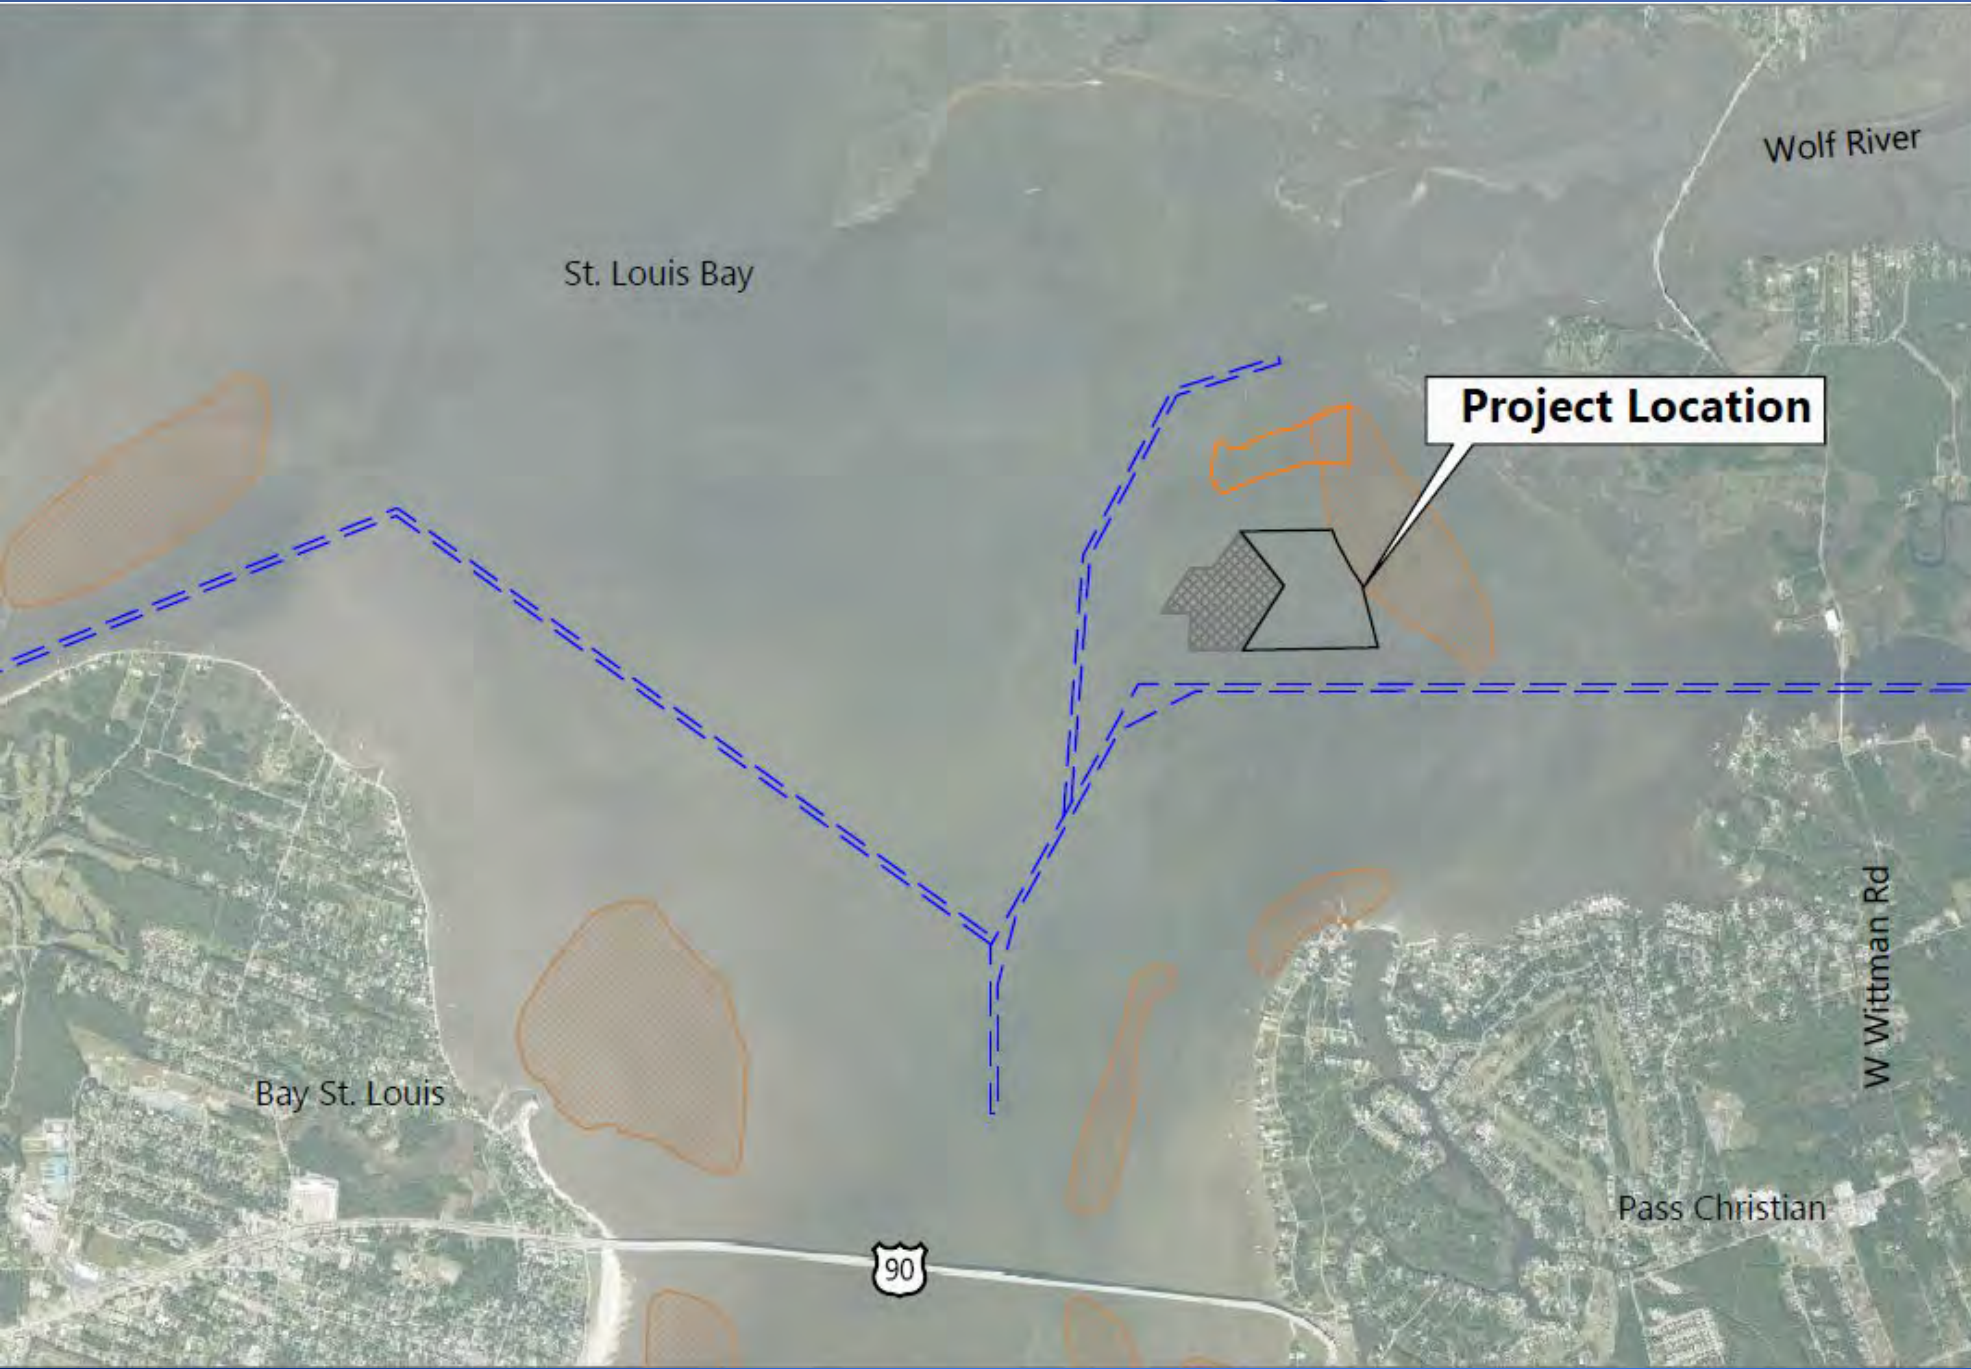 Wolf River
St. Louis Bay
Project Location
W Wittman Rd
Bay St. Louis
Pass Christian
90